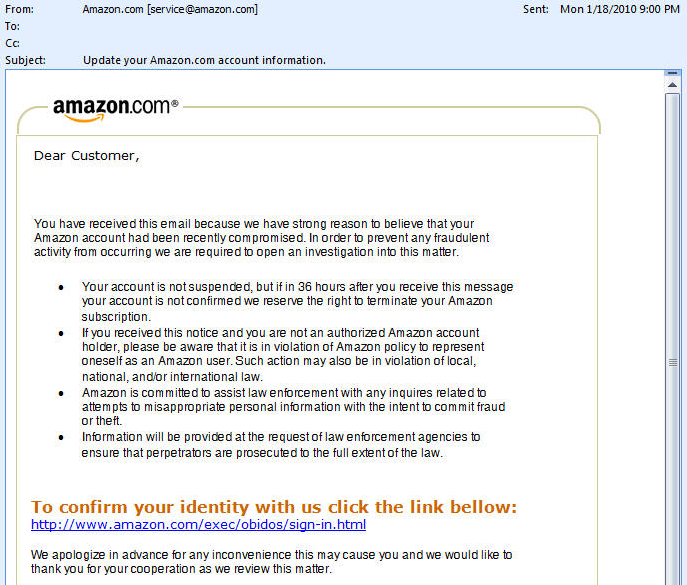 From: Amazon.com [service@amazon.com] Sent: Mon 1/18/2010 9:00 PM
To:
Cc:
Subject: Update your Amazon.com account information.
amazon.com®
Dear Customer,
You have received this email because we have strong reason to believe that your
Amazon account had been recently compromised. In order to prevent any fraudulent
activity from occurring we are required to open an investigation into this matter.
• Your account is not suspended, but if in 36 hours after you receive this message
your account is not confirmed we reserve the right to terminate your Amazon
subscription.
• If you received this notice and you are not an authorized Amazon account
holder, please be aware that it is in violation of Amazon policy to represent
oneself as an Amazon user. Such action may also be in violation of local,
national, and/or international law.
• Amazon is committed to assist law enforcement with any inquires related to
attempts to misappropriate personal information with the intent to commit fraud
or theft.
• Information will be provided at the request of law enforcement agencies to
ensure that perpetrators are prosecuted to the full extent of the law.
To confirm your identity with us click the link bellow:
http://www.amazon.com/exec/obidos/sign-in.html
We apologize in advance for any inconvenience this may cause you and we would like to
thank you for your cooperation as we review this matter.